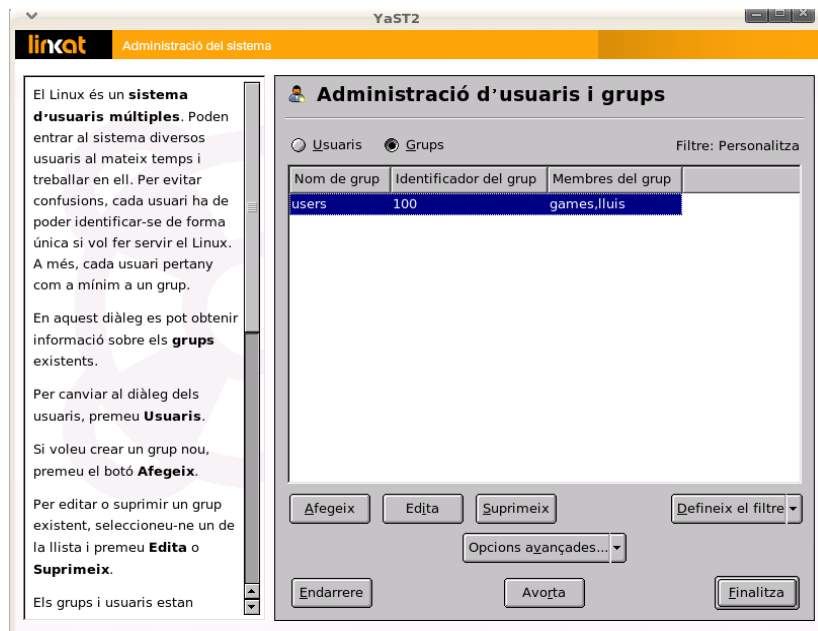 YaST2
linkat
Administració del sistema
El Linux és un sistema
d'usuaris múltiples. Poden
entrar al sistema diversos
usuaris al mateix temps i
treballar en ell. Per evitar
confusions, cada usuari ha de
poder identificar-se de forma
única si vol fer servir el Linux.
A més, cada usuari pertany
com a mínim a un grup.
En aquest diàleg es pot obtenir
informació sobre els grups
existents.
Per canviar al diàleg dels
usuaris, premeu Usuaris.
Si voleu crear un grup nou,
premeu el botó Afegeix.
Per editar o suprimir un grup
existent, seleccioneu-ne un de
la llista i premeu Edita o
Suprimeix.
Els grups i usuaris estan
Administració d'usuaris i grups
Usuaris Grups Filtre: Personalitza
Nom de grup Identificador del grup Membres del grup
users 100 games,lluis
Afegeix Edita Suprimeix Defineix el filtre
Opcions avançades...
Endarrere Avorta Finalitza